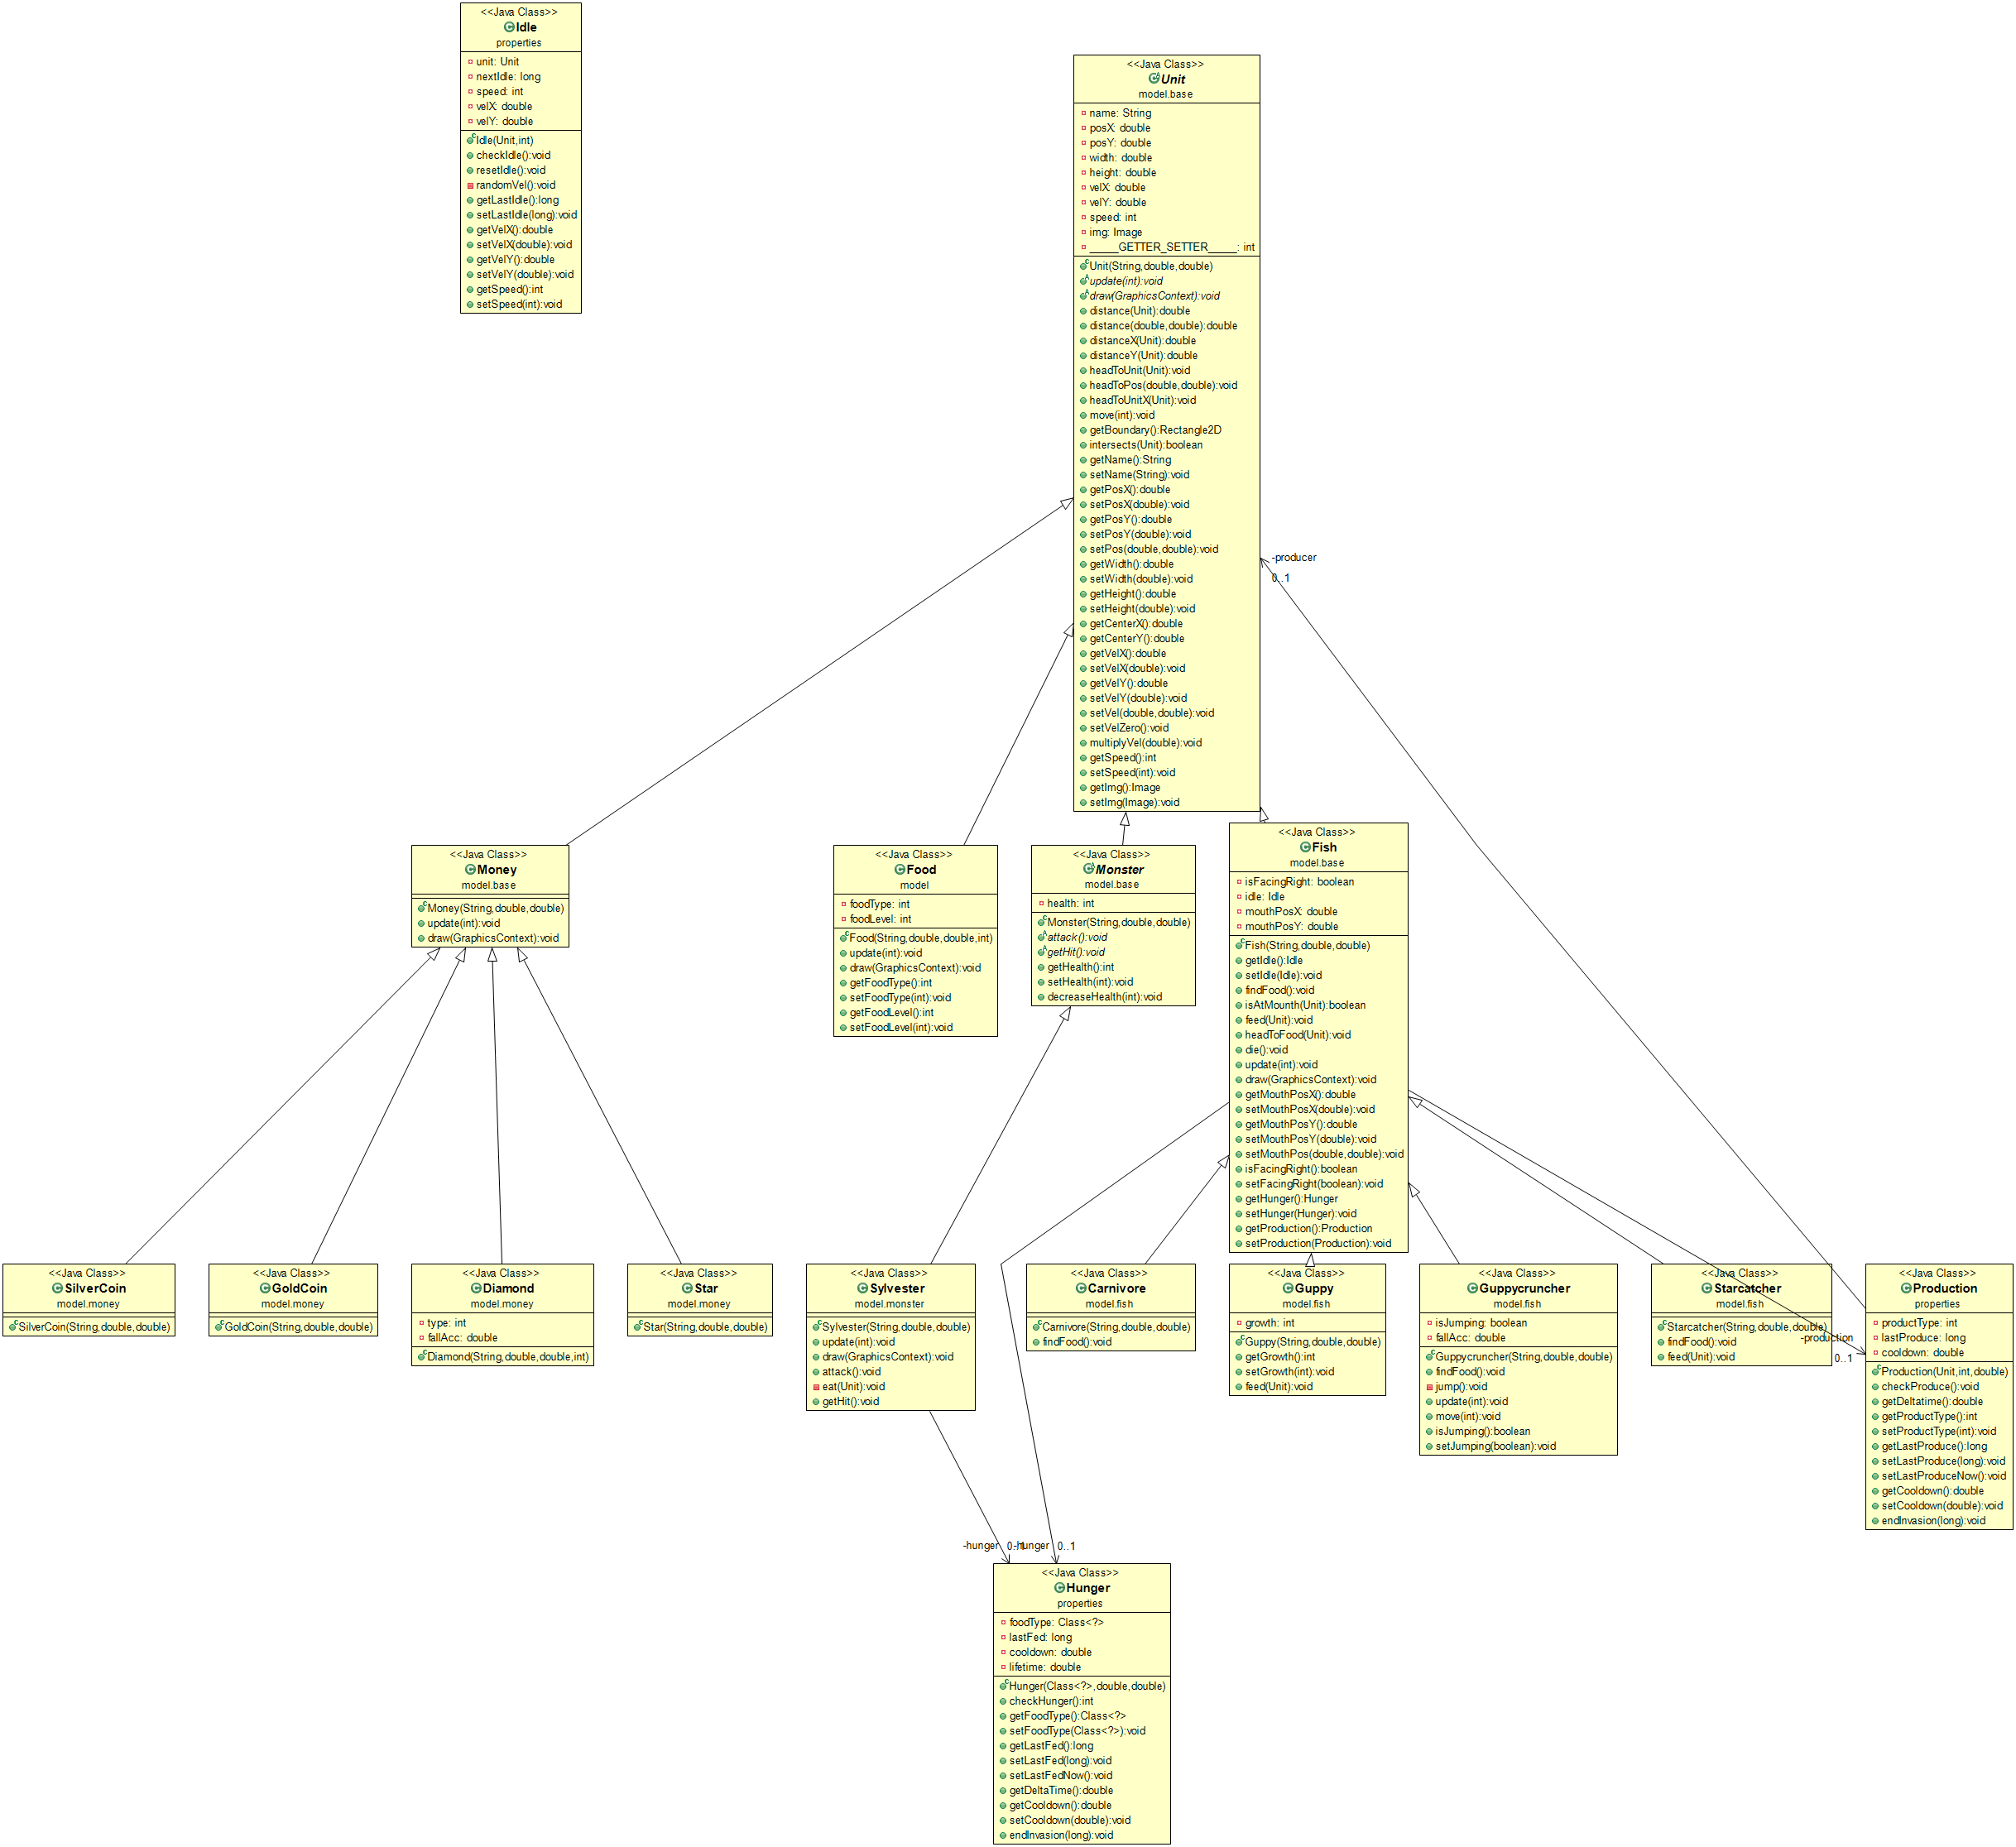 <<Java Class>>
Idle
properties
unit: Unit
nextIdle: long
speed: int
velX: double
velY: double
Idle(Unit,int)
checkIdle():void
resetIdle():void
randomVel():void
getLastIdle():long
setLastIdle(long):void
getVelX():double
setVelX(double):void
getVelY():double
setVelY(double):void
getSpeed():int
setSpeed(int):void
<<Java Class>>
Unit
model.base
name: String
posX: double
posY: double
width: double
height: double
velX: double
velY: double
speed: int
img: Image
_____GETTER_SETTER_____: int
Unit(String,double,double)
update(int):void
draw(GraphicsContext):void
distance(Unit):double
distance(double,double):double
distanceX(Unit):double
distanceY(Unit):double
headToUnit(Unit):void
headToPos(double,double):void
headToUnitX(Unit):void
move(int):void
getBoundary():Rectangle2D
intersects(Unit):boolean
getName():String
setName(String):void
getPosX():double
setPosX(double):void
getPosY():double
setPosY(double):void
setPos(double,double):void
getWidth():double
setWidth(double):void
getHeight():double
setHeight(double):void
getCenterX():double
getCenterY():double
getVelX():double
setVelX(double):void
getVelY():double
setVelY(double):void
setVel(double,double):void
setVelZero():void
multiplyVel(double):void
getSpeed():int
setSpeed(int):void
getImg():Image
setImg(Image):void
-producer
0..1
<<Java Class>>
Money
model.base
Money(String,double,double)
update(int):void
draw(GraphicsContext):void
<<Java Class>>
Food
model
foodType: int
foodLevel: int
Food(String,double,double,int)
update(int):void
draw(GraphicsContext):void
getFoodType():int
setFoodType(int):void
getFoodLevel():int
setFoodLevel(int):void
<<Java Class>>
Monster
model.base
health: int
Monster(String,double,double)
attack():void
getHit():void
getHealth():int
setHealth(int):void
decreaseHealth(int):void
<<Java Class>>
Fish
model.base
isFacingRight: boolean
idle: Idle
mouthPosX: double
mouthPosY: double
Fish(String,double,double)
getIdle():Idle
setIdle(Idle):void
findFood():void
isAtMounth(Unit):boolean
feed(Unit):void
headToFood(Unit):void
die():void
update(int):void
draw(GraphicsContext):void
getMouthPosX():double
setMouthPosX(double):void
getMouthPosY():double
setMouthPosY(double):void
setMouthPos(double,double):void
isFacingRight():boolean
setFacingRight(boolean):void
getHunger():Hunger
setHunger(Hunger):void
getProduction():Production
setProduction(Production):void
<<Java Class>>
SilverCoin
model.money
SilverCoin(String,double,double)
<<Java Class>>
GoldCoin
model.money
GoldCoin(String,double,double)
<<Java Class>>
Diamond
model.money
type: int
fallAcc: double
Diamond(String,double,double,int)
<<Java Class>>
Star
model.money
Star(String,double,double)
<<Java Class>>
Sylvester
model.monster
Sylvester(String,double,double)
update(int):void
draw(GraphicsContext):void
attack():void
eat(Unit):void
getHit():void
<<Java Class>>
Carnivore
model.fish
Carnivore(String,double,double)
findFood():void
<<Java Class>>
Guppy
model.fish
growth: int
Guppy(String,double,double)
getGrowth():int
setGrowth(int):void
feed(Unit):void
<<Java Class>>
Guppycruncher
model.fish
isJumping: boolean
fallAcc: double
Guppycruncher(String,double,double)
findFood():void
jump():void
update(int):void
move(int):void
isJumping():boolean
setJumping(boolean):void
<<Java Class>>
Starcatcher
model.fish
Starcatcher(String,double,double)
findFood():void
feed(Unit):void
-production
0..1
<<Java Class>>
Production
properties
productType: int
lastProduce: long
cooldown: double
Production(Unit,int,double)
checkProduce():void
getDeltatime():double
getProductType():int
setProductType(int):void
getLastProduce():long
setLastProduce(long):void
setLastProduceNow():void
getCooldown():double
setCooldown(double):void
endInvasion(long):void
-hunger 0..1
-hunger 0..1
<<Java Class>>
Hunger
properties
foodType: Class<?>
lastFed: long
cooldown: double
lifetime: double
Hunger(Class<?>,double,double)
checkHunger():int
getFoodType():Class<?>
setFoodType(Class<?>):void
getLastFed():long
setLastFed(long):void
setLastFedNow():void
getDeltaTime():double
getCooldown():double
setCooldown(double):void
endInvasion(long):void